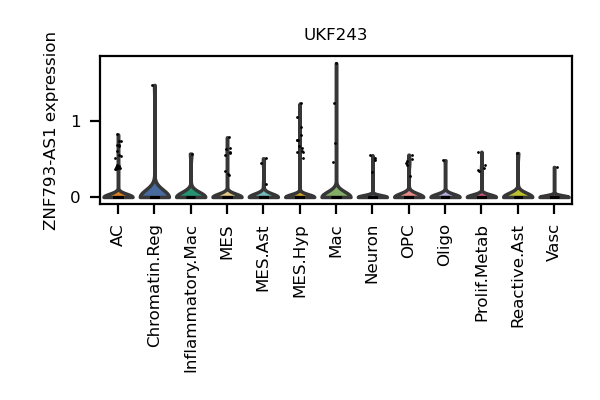 UKF243
ZNF793-AS1 expression
1
0
AC
Chromatin.Reg
Inflammatory.Mac
MES
MES.Ast
MES.Hyp
Mac
Neuron
OPC
Oligo
Prolif.Metab
Reactive.Ast
Vasc